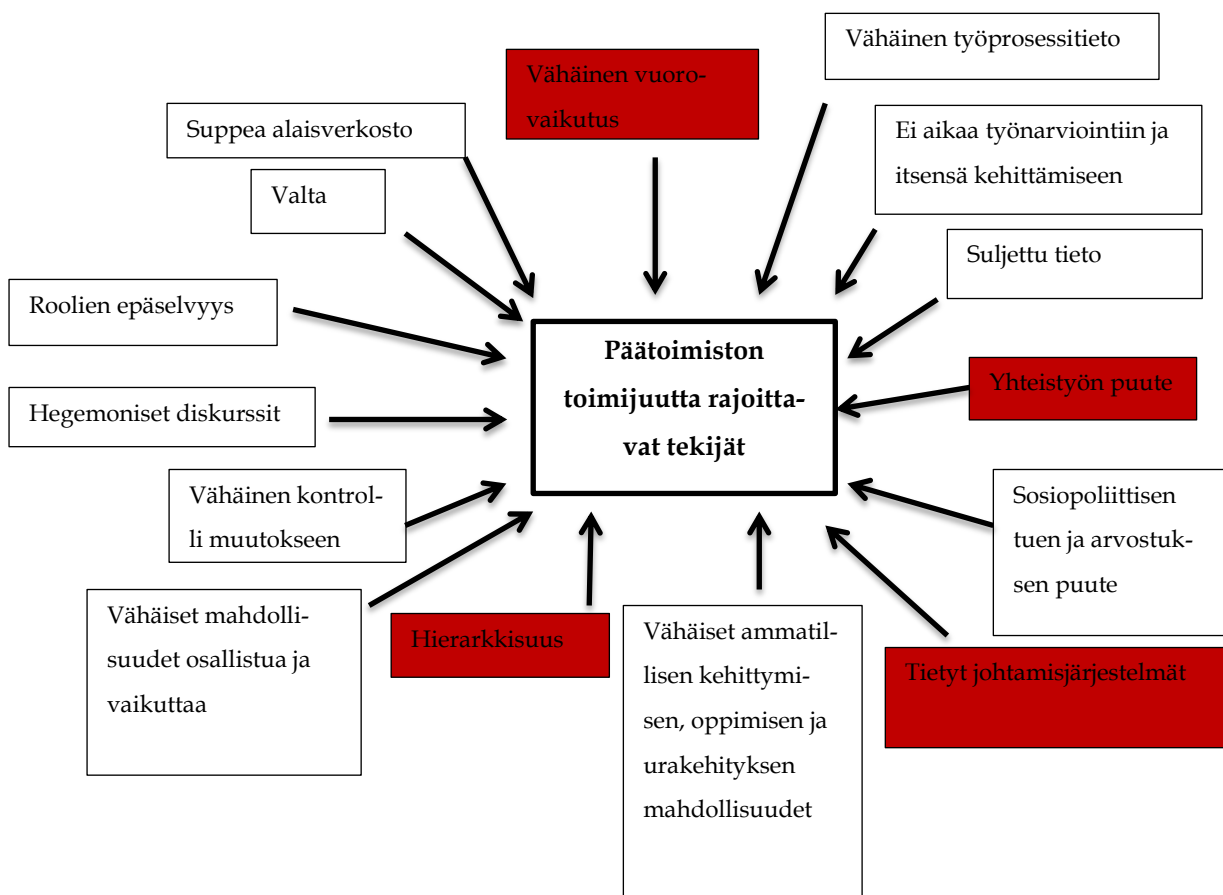 Vähäinen työprosessitieto
Vähäinen vuoro-
vaikutus
Suppea alaisverkosto
Ei aikaa työnarviointiin ja
itsensä kehittämiseen
Valta
Suljettu tieto
Roolien epäselvyys
Päätoimiston
toimijuutta rajoitta-
vat tekijät
Yhteistyön puute
Hegemoniset diskurssit
Vähäinen kontrol-
li muutokseen
Sosiopoliittisen
tuen ja arvostuk-
sen puute
Vähäiset mahdolli-
suudet osallistua ja
vaikuttaa
Hierarkkisuus
Vähäiset ammatil-
lisen kehittymi-
sen, oppimisen ja
urakehityksen
mahdollisuudet
Tietyt johtamisjärjestelmät